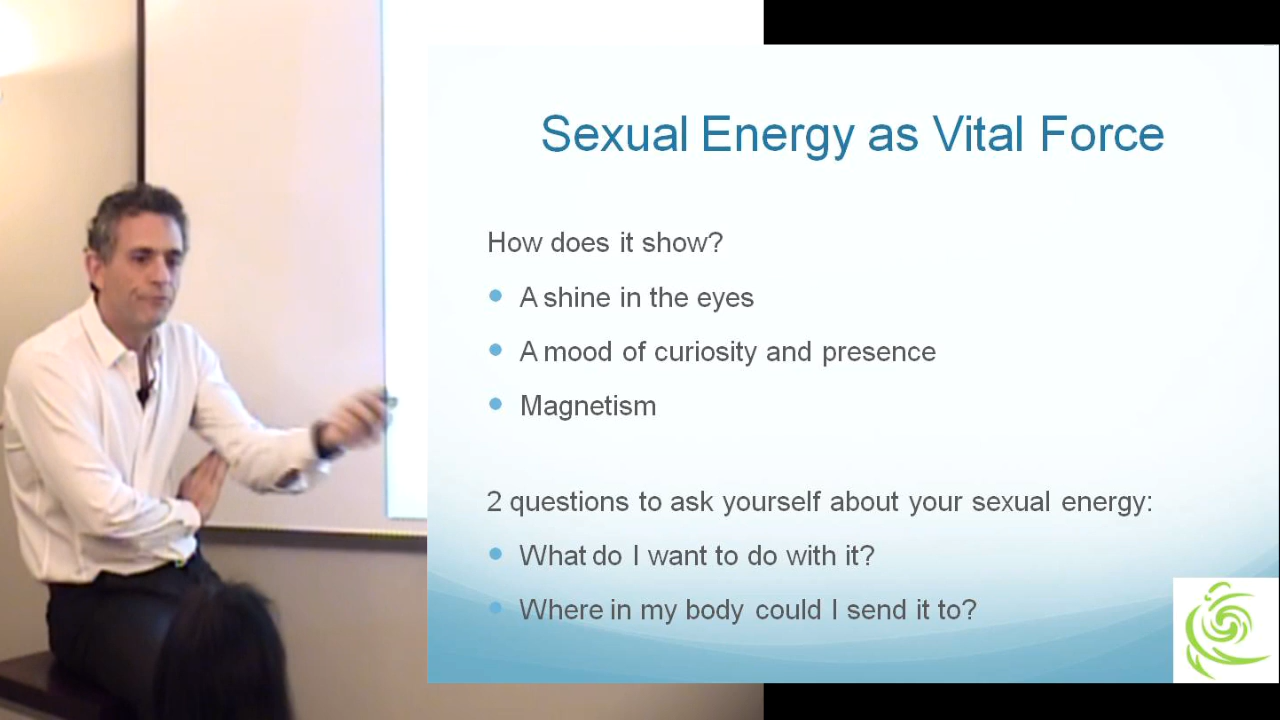 Sexual Energy as Vital Force
How does it show?
A shine in the eyes
A mood of curiosity and presence
Magnetism
2 questions to ask yourself about your sexual energy:
What do I want to do with it?
Where in my body could I send it to?